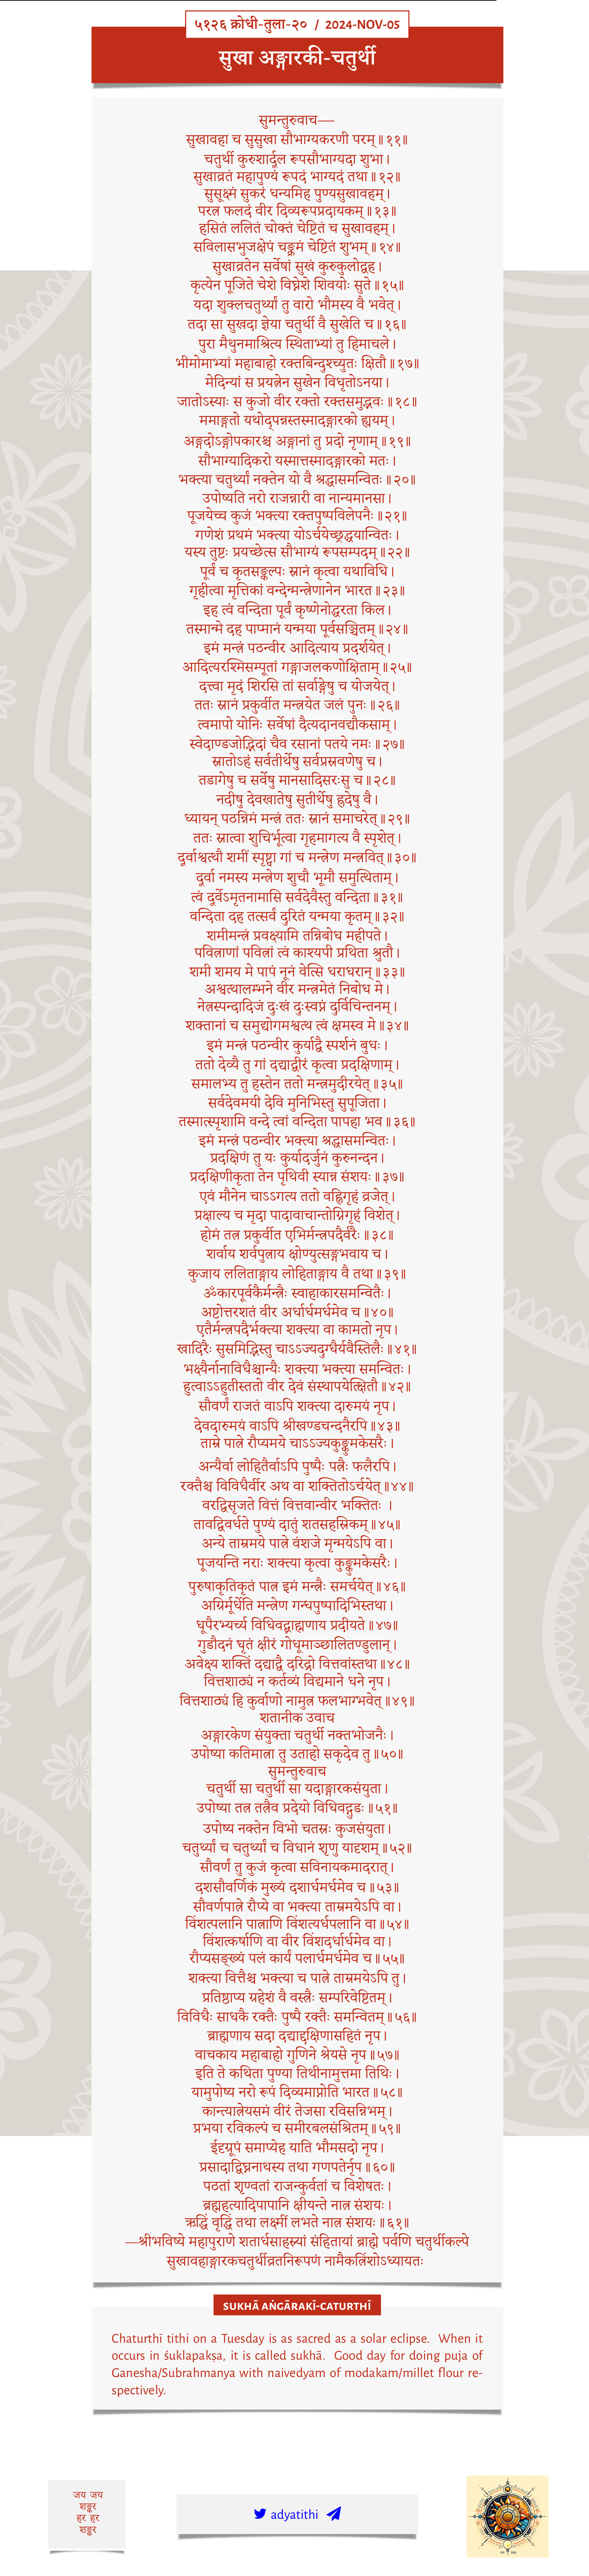 ५१२६ क्रोधी-तुला-२० / 2024-NOV-05
सुखा अङ्गारकी-चतुर्थी
सुमन्तुरुवाच—
सुखावहा च सुसुखा सौभाग्यकरणी परम्॥११॥
चतुर्थी कुरुशार्दूल रूपसौभाग्यदा शुभा।
सुखाव्रतं महापुण्यं रूपदं भाग्यदं तथा॥१२॥
सुसूक्ष्मं सुकरं धन्यमिह पुण्यसुखावहम्।
परत्र फलदं वीर दिव्यरूपप्रदायकम्॥१३॥
हसितं ललितं चोक्तं चेष्टितं च सुखावहम्।
सविलासभुजक्षेपं चङ्क्रमं चेष्टितं शुभम्॥१४॥
सुखाव्रतेन सर्वेषां सुखं कुरुकुलोद्वह।
कृत्येन पूजिते चेशे विघ्नेशे शिवयोः सुते॥१५॥
यदा शुक्लचतुर्थ्यां तु वारो भौमस्य वै भवेत्।
तदा सा सुखदा ज्ञेया चतुर्थी वै सुखेति च॥१६॥
पुरा मैथुनमाश्रित्य स्थिताभ्यां तु हिमाचले।
भीमोमाभ्यां महाबाहो रक्तबिन्दुश्च्युतः क्षितौ॥१७॥
मेदिन्यां स प्रयत्नेन सुखेन विधृतोऽनया।
जातोऽस्याः स कुजो वीर रक्तो रक्तसमुद्भवः॥१८॥
ममाङ्गतो यथोद्पन्नस्तस्मादङ्गारको ह्ययम्।
अङ्गदोऽङ्गोपकारश्च अङ्गानां तु प्रदो नृणाम्॥१९॥
सौभाग्यादिकरो यस्मात्तस्मादङ्गारको मतः।
भक्त्या चतुर्थ्यां नक्तेन यो वै श्रद्धासमन्वितः॥२०॥
उपोष्यति नरो राजन्नारी वा नान्यमानसा।
पूजयेच्च कुजं भक्त्या रक्तपुष्पविलेपनैः॥२१॥
गणेशं प्रथमं भक्त्या योऽर्चयेच्छ्रद्धयान्वितः।
यस्य तुष्टः प्रयच्छेत्स सौभाग्यं रूपसम्पदम्॥२२॥
पूर्वं च कृतसङ्कल्पः स्नानं कृत्वा यथाविधि।
गृहीत्वा मृत्तिकां वन्देन्मन्त्रेणानेन भारत॥२३॥
इह त्वं वन्दिता पूर्वं कृष्णेनोद्धरता किल।
तस्मान्मे दह पाप्मानं यन्मया पूर्वसञ्चितम्॥२४॥
इमं मन्त्रं पठन्वीर आदित्याय प्रदर्शयेत्।
आदित्यरश्मिसम्पूतां गङ्गाजलकणोक्षिताम्॥२५॥
दत्त्वा मृदं शिरसि तां सर्वाङ्गेषु च योजयेत्।
ततः स्नानं प्रकुर्वीत मन्त्रयेत जलं पुनः॥२६॥
त्वमापो योनिः सर्वेषां दैत्यदानवद्यौकसाम्।
स्वेदाण्डजोद्भिदां चैव रसानां पतये नमः॥२७॥
स्नातोऽहं सर्वतीर्थेषु सर्वप्रस्रवणेषु च।
तडागेषु च सर्वेषु मानसादिसरःसु च॥२८॥
नदीषु देवखातेषु सुतीर्थेषु ह्रदेषु वै।
ध्यायन् पठन्निमं मन्त्रं ततः स्नानं समाचरेत्॥२९॥
ततः स्नात्वा शुचिर्भूत्वा गृहमागत्य वै स्पृशेत्।
दूर्वाश्वत्थौ शमीं स्पृष्ट्वा गां च मन्त्रेण मन्त्रवित्॥३०॥
दूर्वा नमस्य मन्त्रेण शुचौ भूमौ समुत्थिताम्।
त्वं दूर्वेऽमृतनामासि सर्वदेवैस्तु वन्दिता॥३१॥
वन्दिता दह तत्सर्वं दुरितं यन्मया कृतम्॥३२॥
शमीमन्त्रं प्रवक्ष्यामि तन्निबोध महीपते।
पवित्राणां पवित्रां त्वं काश्यपी प्रथिता श्रुतौ।
शमी शमय मे पापं नूनं वेत्सि धराधरान्॥३३॥
अश्वत्थालम्भने वीर मन्त्रमेतं निबोध मे।
नेत्रस्पन्दादिजं दुःखं दुःस्वप्नं दुर्विचिन्तनम्।
शक्तानां च समुद्योगमश्वत्थ त्वं क्षमस्व मे॥३४॥
इमं मन्त्रं पठन्वीर कुर्याद्वै स्पर्शनं बुधः।
ततो देव्यै तु गां दद्याद्वीरं कृत्वा प्रदक्षिणाम्।
समालभ्य तु हस्तेन ततो मन्त्रमुदीरयेत्॥३५॥
सर्वदेवमयी देवि मुनिभिस्तु सुपूजिता।
तस्मात्स्पृशामि वन्दे त्वां वन्दिता पापहा भव॥३६॥
इमं मन्त्रं पठन्वीर भक्त्या श्रद्धासमन्वितः।
प्रदक्षिणं तु यः कुर्यादर्जुनं कुरुनन्दन।
प्रदक्षिणीकृता तेन पृथिवी स्यान्न संशयः॥३७॥
एवं मौनेन चाऽऽगत्य ततो वह्निगृहं व्रजेत्।
प्रक्षाल्य च मृदा पादावाचान्तोग्निगृहं विशेत्।
होमं तत्र प्रकुर्वीत एभिर्मन्त्रपदैर्वरैः॥३८॥
शर्वाय शर्वपुत्राय क्षोण्युत्सङ्गभवाय च।
कुजाय ललिताङ्गाय लोहिताङ्गाय वै तथा॥३९॥
ॐकारपूर्वकैर्मन्त्रैः स्वाहाकारसमन्वितैः।
अष्टोत्तरशतं वीर अर्धार्धमर्धमेव च॥४०॥
एतैर्मन्त्रपदैर्भक्त्या शक्त्या वा कामतो नृप।
खादिरैः सुसमिद्भिस्तु चाऽऽज्यदुग्धैर्यवैस्तिलैः॥४१॥
भक्ष्यैर्नानाविधैश्चान्यैः शक्त्या भक्त्या समन्वितः।
हुत्वाऽऽहुतीस्ततो वीर देवं संस्थापयेत्क्षितौ॥४२॥
सौवर्णं राजतं वाऽपि शक्त्या दारुमयं नृप।
देवदारुमयं वाऽपि श्रीखण्डचन्दनैरपि॥४३॥
ताम्रे पात्रे रौप्यमये चाऽऽज्यकुङ्कुमकेसरैः।
अन्यैर्वा लोहितैर्वाऽपि पुष्पैः पत्रैः फलैरपि।
रक्तैश्च विविधैर्वीर अथ वा शक्तितोऽर्चयेत्॥४४॥
वरद्विसृजते वित्तं वित्तवान्वीर भक्तितः ।
तावद्विवर्धते पुण्यं दातुं शतसहस्रिकम्॥४५॥
अन्ये ताम्रमये पात्रे वंशजे मृन्मयेऽपि वा।
पूजयन्ति नराः शक्त्या कृत्वा कुङ्कुमकेसरैः।
पुरुषाकृतिकृतं पात्र इमं मन्त्रैः समर्चयेत्॥४६॥
अग्निर्मूर्धेति मन्त्रेण गन्धपुष्पादिभिस्तथा।
धूपैरभ्यर्च्य विधिवद्ब्राह्मणाय प्रदीयते॥४७॥
गुडौदनं घृतं क्षीरं गोधूमाञ्छालितण्डुलान्।
अवेक्ष्य शक्तिं दद्याद्वै दरिद्रो वित्तवांस्तथा॥४८॥
वित्तशाठ्यं न कर्तव्यं विद्यमाने धने नृप।
वित्तशाठ्यं हि कुर्वाणो नामुत्र फलभाग्भवेत्॥४९॥
शतानीक उवाच
अङ्गारकेण संयुक्ता चतुर्थी नक्तभोजनैः।
उपोष्या कतिमात्रा तु उताहो सकृदेव तु॥५०॥
सुमन्तुरुवाच
चतुर्थी सा चतुर्थी सा यदाङ्गारकसंयुता।
उपोष्या तत्र तत्रैव प्रदेयो विधिवद्गुडः॥५१॥
उपोष्य नक्तेन विभो चतस्रः कुजसंयुता।
चतुर्थ्यां च चतुर्थ्यां च विधानं शृणु यादृशम्॥५२॥
सौवर्णं तु कुजं कृत्वा सविनायकमादरात्।
दशसौवर्णिकं मुख्यं दशार्धमर्धमेव च॥५३॥
सौवर्णपात्रे रौप्ये वा भक्त्या ताम्रमयेऽपि वा।
विंशत्पलानि पात्राणि विंशत्यर्धपलानि वा॥५४॥
विंशत्कर्षाणि वा वीर विंशदर्धार्धमेव वा।
रौप्यसङ्ख्यं पलं कार्यं पलार्धमर्धमेव च॥५५॥
शक्त्या वित्तैश्च भक्त्या च पात्रे ताम्रमयेऽपि तु।
प्रतिष्ठाप्य ग्रहेशं वै वस्त्रैः सम्परिवेष्टितम्।
विविधैः साधकै रक्तैः पुष्पै रक्तैः समन्वितम्॥५६॥
ब्राह्मणाय सदा दद्याद्दक्षिणासहितं नृप।
वाचकाय महाबाहो गुणिने श्रेयसे नृप॥५७॥
इति ते कथिता पुण्या तिथीनामुत्तमा तिथिः।
यामुपोष्य नरो रूपं दिव्यमाप्नोति भारत॥५८॥
कान्त्यात्रेयसमं वीरं तेजसा रविसन्निभम्।
प्रभया रविकल्पं च समीरबलसंश्रितम्॥५९॥
ईदृग्रूपं समाप्येह याति भौमसदो नृप।
प्रसादाद्विघ्ननाथस्य तथा गणपतेर्नृप॥६०॥
पठतां शृण्वतां राजन्कुर्वतां च विशेषतः।
ब्रह्महत्यादिपापानि क्षीयन्ते नात्र संशयः।
ऋद्धिं वृद्धिं तथा लक्ष्मीं लभते नात्र संशयः॥६१॥
—श्रीभविष्ये महापुराणे शतार्धसाहस्र्यां संहितायां ब्राह्मे पर्वणि चतुर्थीकल्पे
सुखावहाङ्गारकचतुर्थीव्रतनिरूपणं नामैकत्रिंशोऽध्यायतः
SUKHĀ AṄGĀRAKĪ-CATURTHĪ
Chaturthī tithi on a Tuesday is as sacred as a solar eclipse. When it
occurs in śuklapakṣa, it is called sukhā. Good day for doing puja of
Ganesha/Subrahmanya with naivedyam of modakam/millet flour re-
spectively.
जय जय
शङ्कर
हर हर
शङ्कर
adyatithi